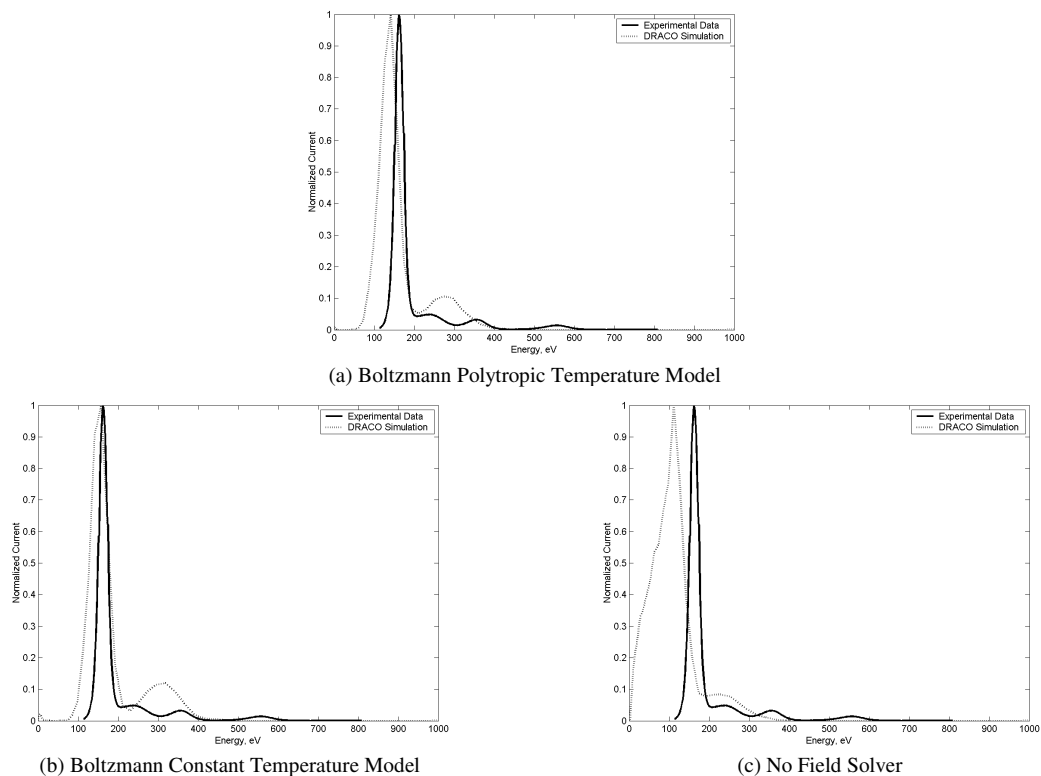 Experimental Data
DRACO Simulation
Normalized Current
1
0.9
0.8
0.7
0.6
0.5
0.4
0.3
0.2
0.1
0
0 100 200 300 400 500 600 700 800 900 1000
Energy, eV
(a) Boltzmann Polytropic Temperature Model
Experimental Data
DRACO Simulation
Normalized Current
1
0.9
0.8
0.7
0.6
0.5
0.4
0.3
0.2
0.1
0
0 100 200 300 400 500 600 700 800 900 1000
Energy, eV
(b) Boltzmann Constant Temperature Model
Experimental Data
DRACO Simulation
Normalized Current
1
0.9
0.8
0.7
0.6
0.5
0.4
0.3
0.2
0.1
0
0 100 200 300 400 500 600 700 800 900 1000
Energy, eV
(c) No Field Solver